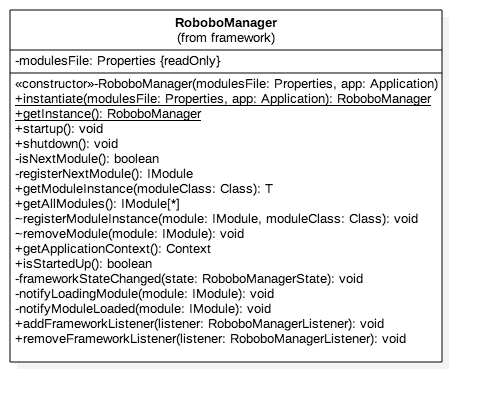 RoboboManager
(from framework)
-modulesFile: Properties {readOnly}
«constructor»-RoboboManager(modulesFile: Properties, app: Application)
+instantiate(modulesFile: Properties, app: Application): RoboboManager
+getInstance(): RoboboManager
+startup(): void
+shutdown(): void
-isNextModule(): boolean
-registerNextModule(): IModule
+getModuleInstance(moduleClass: Class): T
+getAllModules(): IModule[*]
~registerModuleInstance(module: IModule, moduleClass: Class): void
~removeModule(module: IModule): void
+getApplicationContext(): Context
+isStartedUp(): boolean
-frameworkStateChanged(state: RoboboManagerState): void
-notifyLoadingModule(module: IModule): void
-notifyModuleLoaded(module: IModule): void
+addFrameworkListener(listener: RoboboManagerListener): void
+removeFrameworkListener(listener: RoboboManagerListener): void